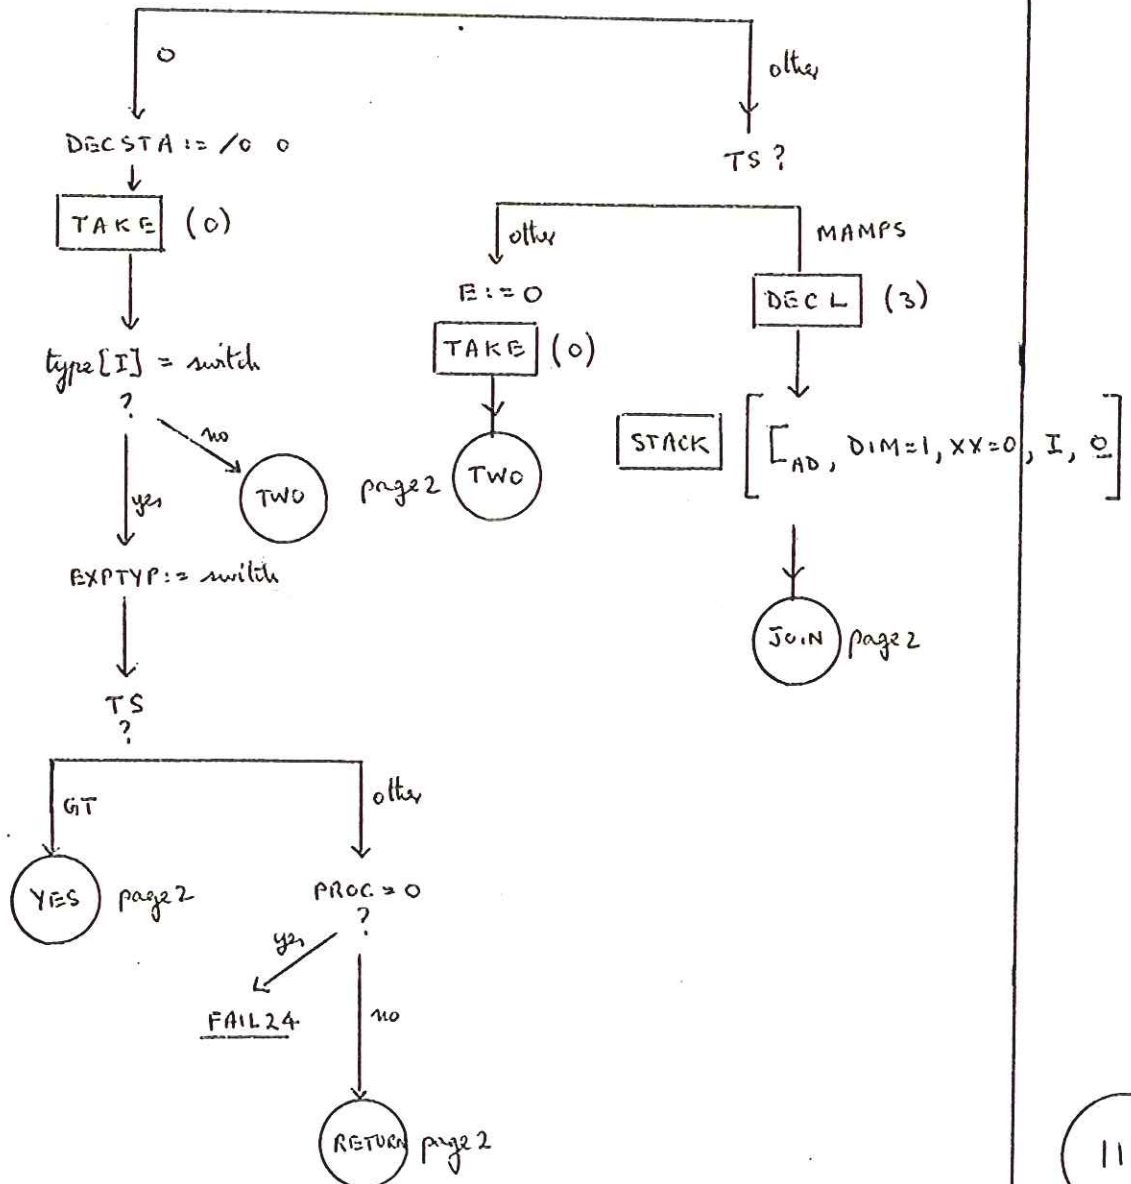 0
other
DECSTA := /0 0
TS ?
TAKE (0)
other
MAMPS
E := 0
DECL (3)
type[I] = switch
?
TAKE (0)
no
STACK [ [AD, DIM=1, XX=0, I, 0 ]
TWO page 2
TWO
yes
EXPTYP := switch
JOIN page 2
TS
?
GT
other
YES page 2
PROC = 0
?
yes
FAIL 24
no
RETURN page 2
11